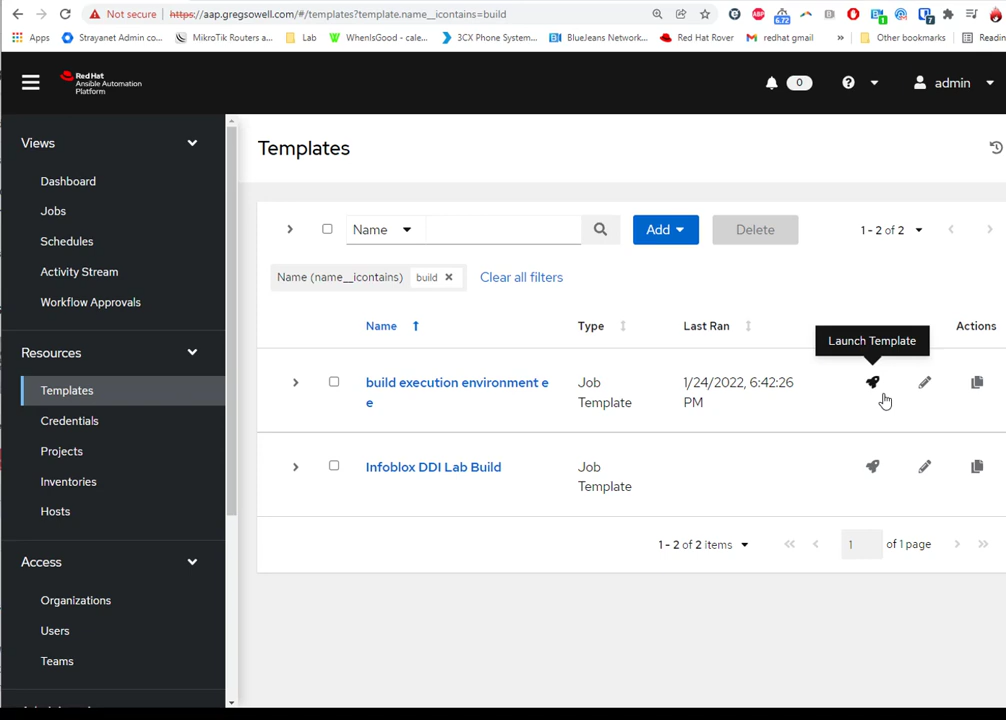 Not secure
https://aap.gregsowell.com/#/templates?template.name__icontains=build
6.72
1
7
Apps
Strayanet Admin co...
MikroTik Routers a...
Lab
WhenIsGood - cale...
3CX Phone System...
BlueJeans Network...
Red Hat Rover
redhat gmail
»
Other bookmarks
Readin
Red Hat
Ansible Automation
Platform
0
admin
Views
Dashboard
Jobs
Schedules
Activity Stream
Workflow Approvals
Resources
Templates
Credentials
Projects
Inventories
Hosts
Access
Organizations
Users
Teams
Templates
Name
Add
Delete
1 - 2 of 2
Name (name__icontains)
build
Clear all filters
Name
Type
Last Ran
Actions
Launch Template
build execution environment e
e
Job
Template
1/24/2022, 6:42:26
PM
Infoblox DDI Lab Build
Job
Template
1 - 2 of 2 items
1
of 1 page